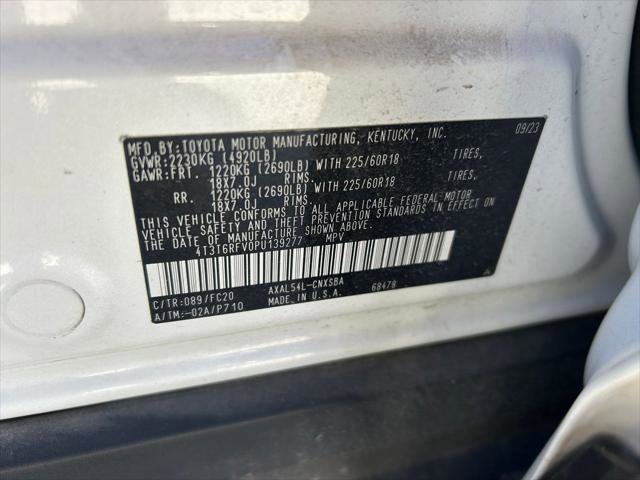 MFD.BY:TOYOTA MOTOR MANUFACTURING, KENTUCKY, INC. 09/23
GVWR:2230KG (4920LB)
GAWR:FRT. 1220KG (2690LB) WITH 225/60R18 TIRES,
18X7.0J RIMS.
RR. 1220KG (2690LB) WITH 225/60R18 TIRES,
18X7.0J RIMS.
THIS VEHICLE CONFORMS TO ALL APPLICABLE FEDERAL MOTOR
VEHICLE SAFETY AND THEFT PREVENTION STANDARDS IN EFFECT ON
THE DATE OF MANUFACTURE SHOWN ABOVE.
4T3T6RFV0PU139277 MPV
C/TR:089/FC20 AXAL54L-CNXSBA 68478 A
A/TM:-02A/P710 MADE IN U.S.A.